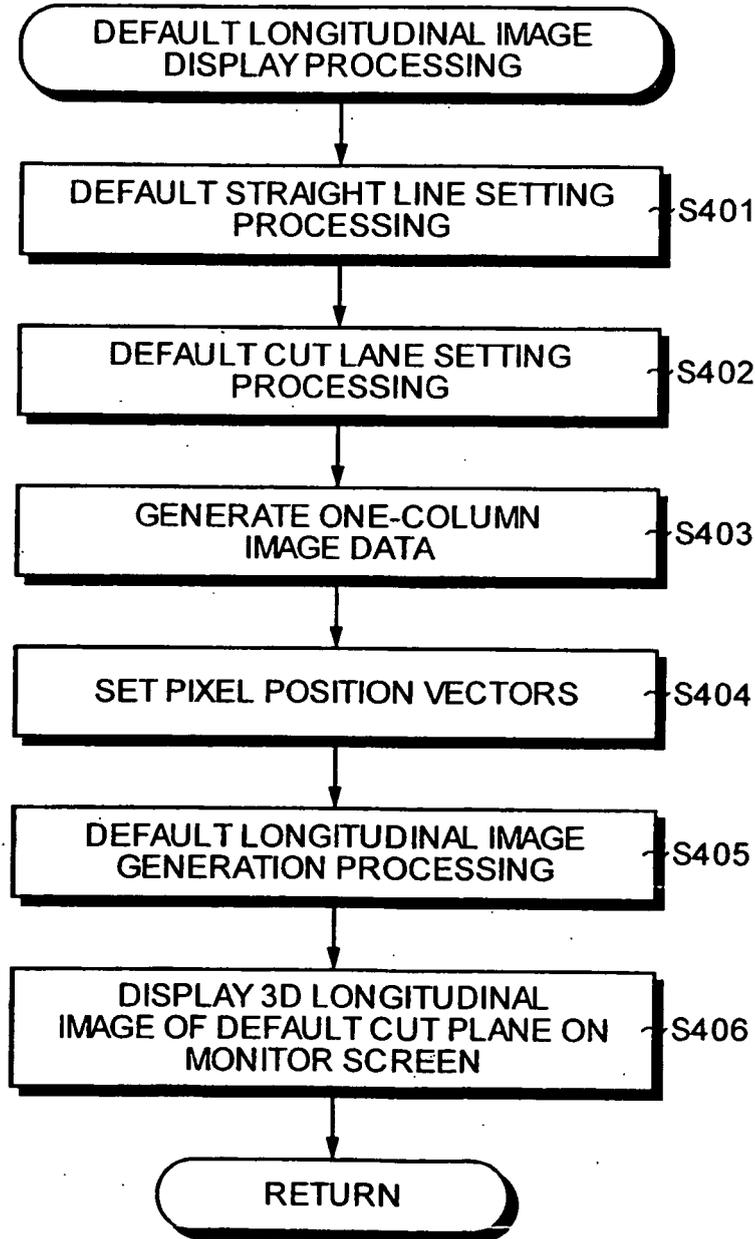 DEFAULT LONGITUDINAL IMAGE
DISPLAY PROCESSING
DEFAULT STRAIGHT LINE SETTING
PROCESSING
S401
DEFAULT CUT LANE SETTING
PROCESSING
S402
GENERATE ONE-COLUMN
IMAGE DATA
S403
SET PIXEL POSITION VECTORS
S404
DEFAULT LONGITUDINAL IMAGE
GENERATION PROCESSING
S405
DISPLAY 3D LONGITUDINAL
IMAGE OF DEFAULT CUT PLANE ON
MONITOR SCREEN
S406
RETURN